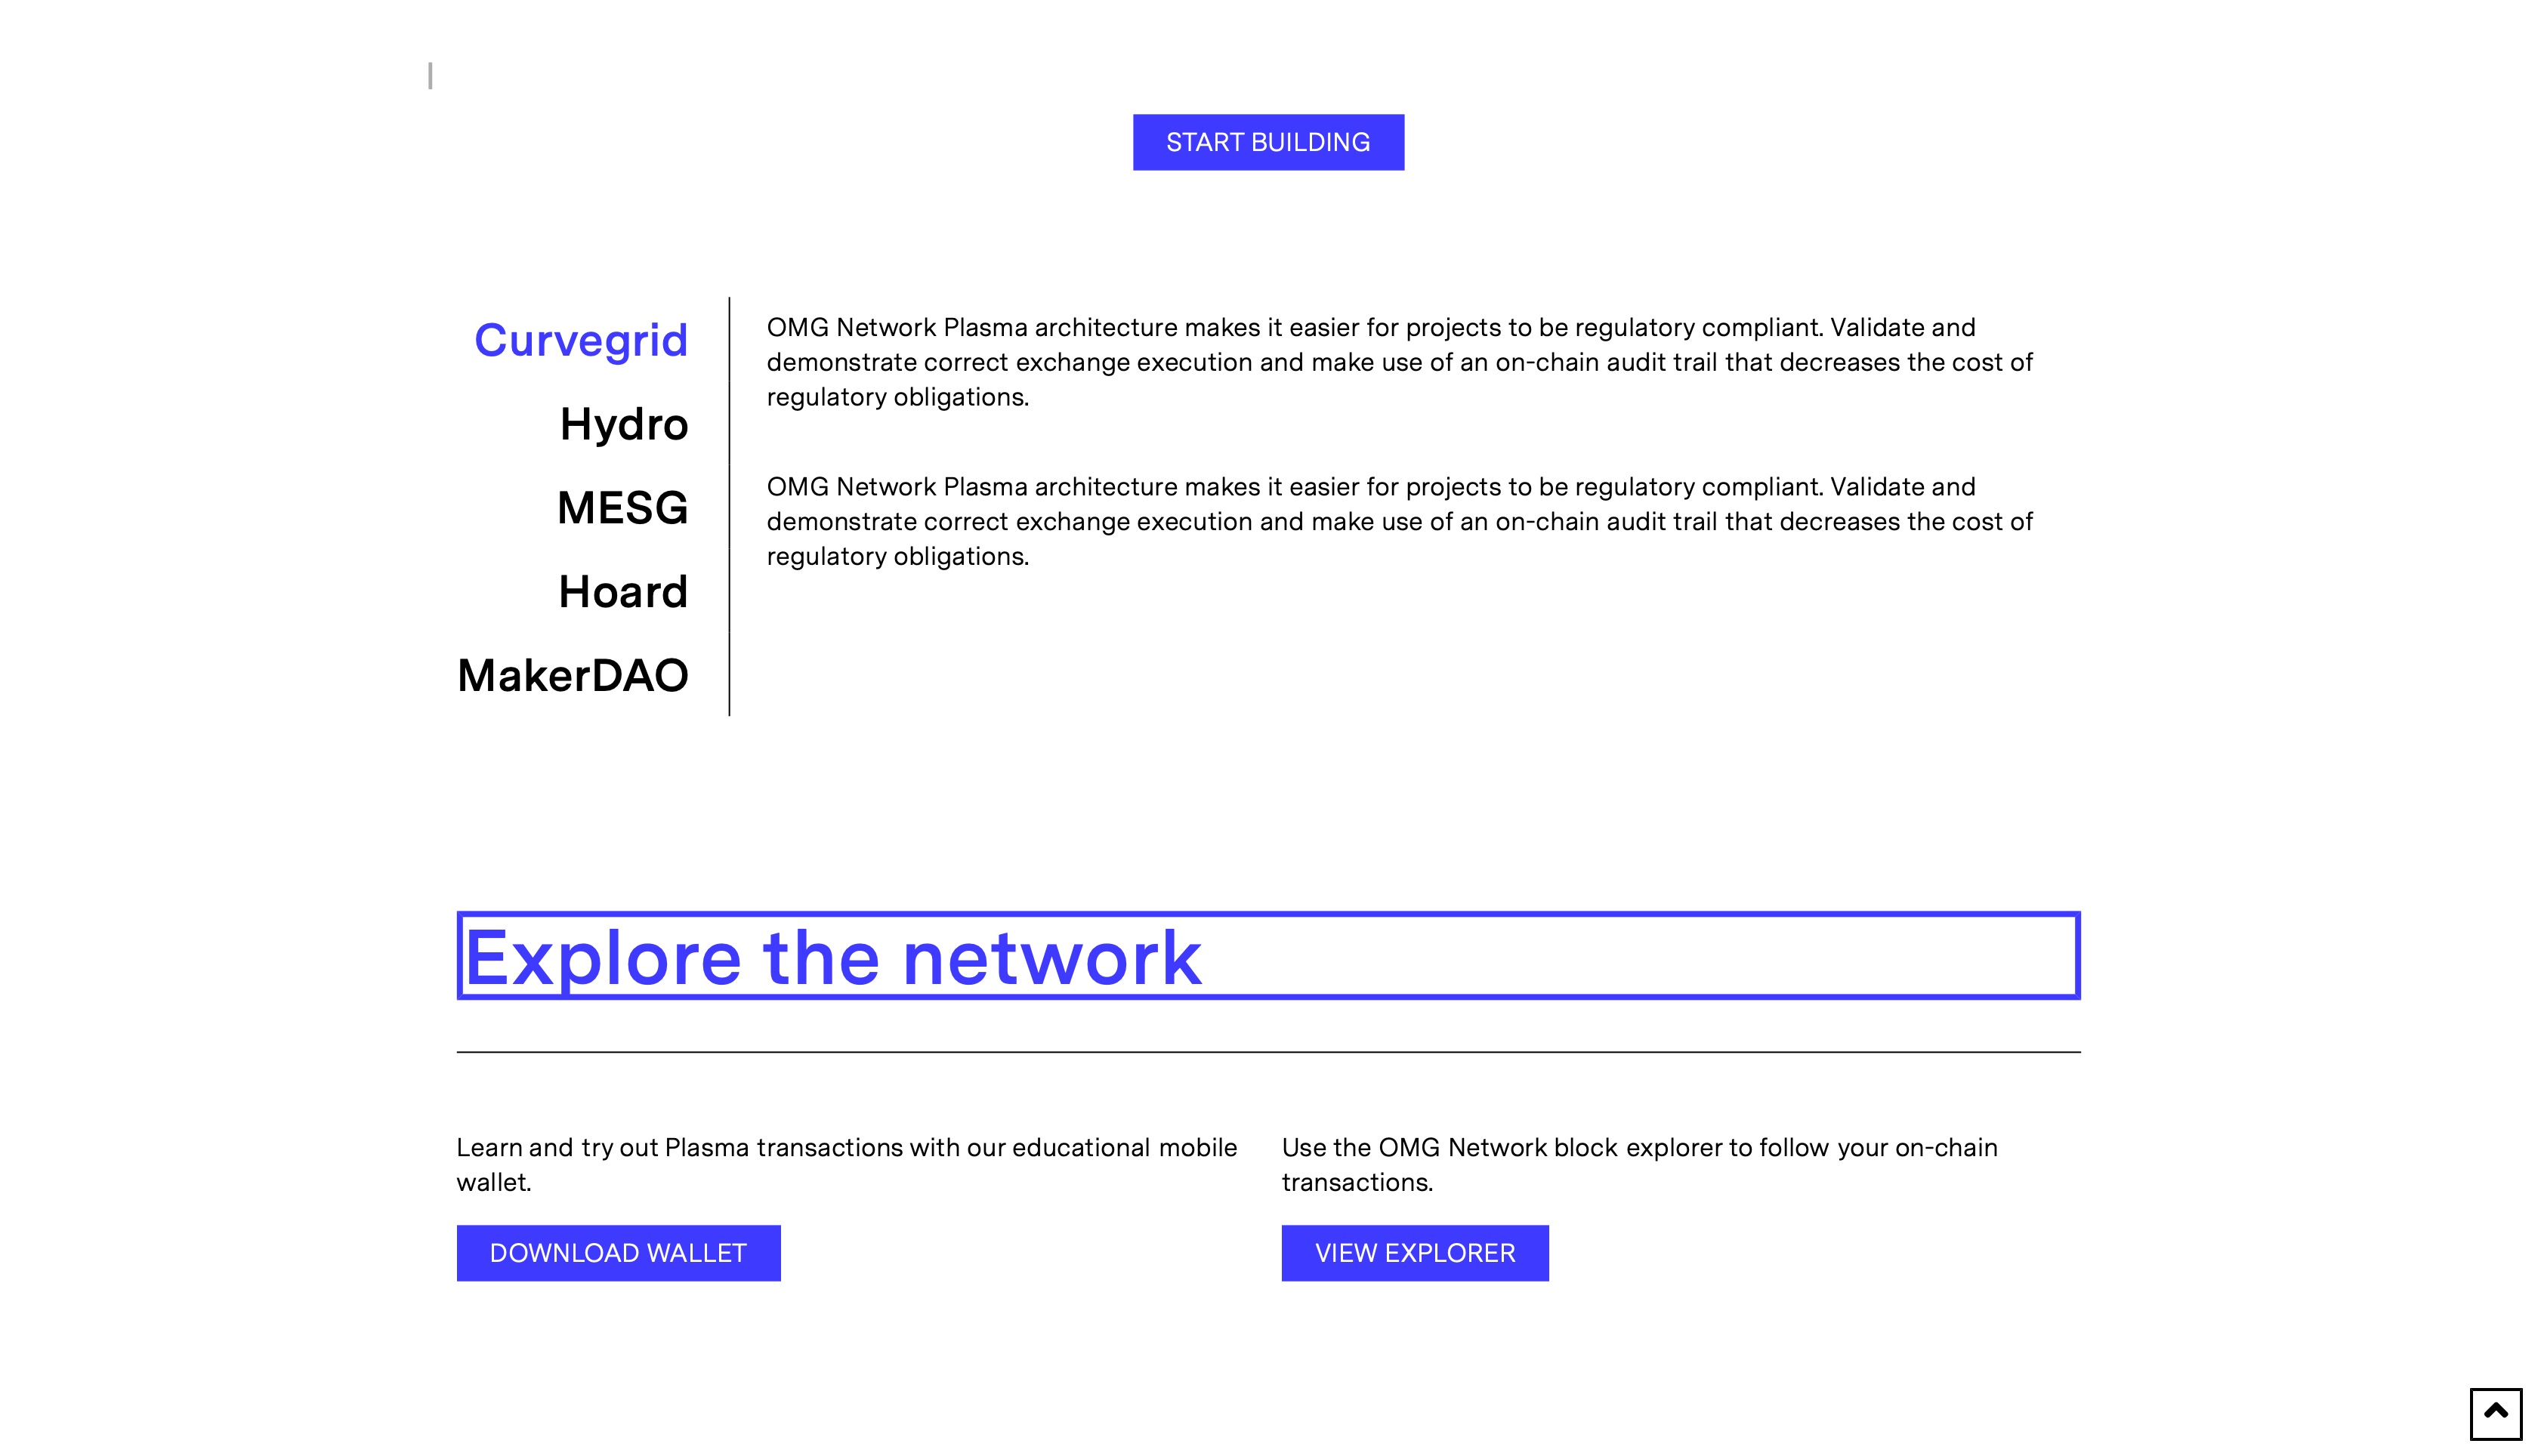 START BUILDING
Curvegrid
Hydro
MESG
Hoard
MakerDAO
OMG Network Plasma architecture makes it easier for projects to be regulatory compliant. Validate and
demonstrate correct exchange execution and make use of an on-chain audit trail that decreases the cost of
regulatory obligations.
OMG Network Plasma architecture makes it easier for projects to be regulatory compliant. Validate and
demonstrate correct exchange execution and make use of an on-chain audit trail that decreases the cost of
regulatory obligations.
Explore the network
Learn and try out Plasma transactions with our educational mobile
wallet.
DOWNLOAD WALLET
Use the OMG Network block explorer to follow your on-chain
transactions.
VIEW EXPLORER